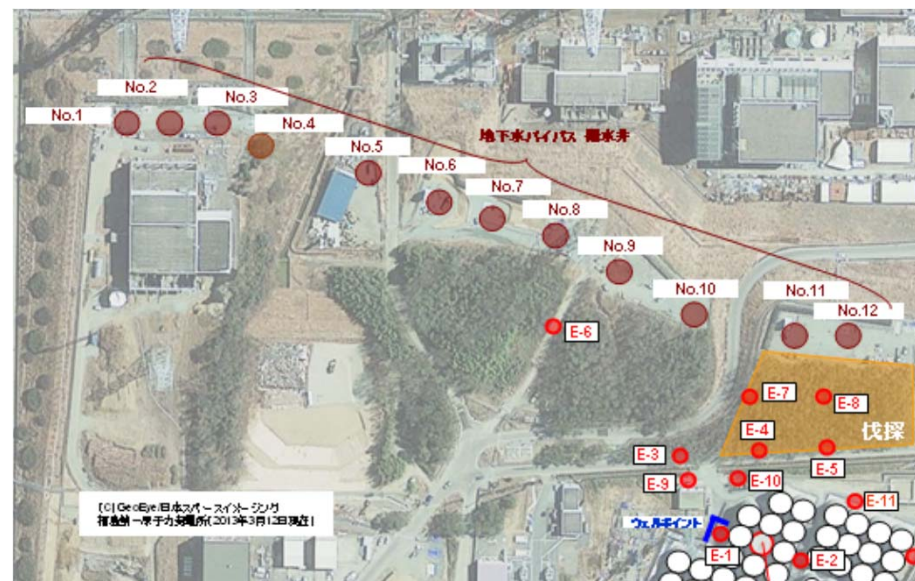 No.1
No.2
No.3
No.4
No.5
No.6
No.7
No.8
No.9
No.10
No.11
No.12
地下水バイパス 揚水井
E-6
E-7
E-8
E-4
伐採
E-3
E-5
E-9
E-10
E-11
ウェルポイント
E-1
E-2
(C)GeoEye/日本スペースイメージング
福島第一原子力発電所(2013年3月12日現在)